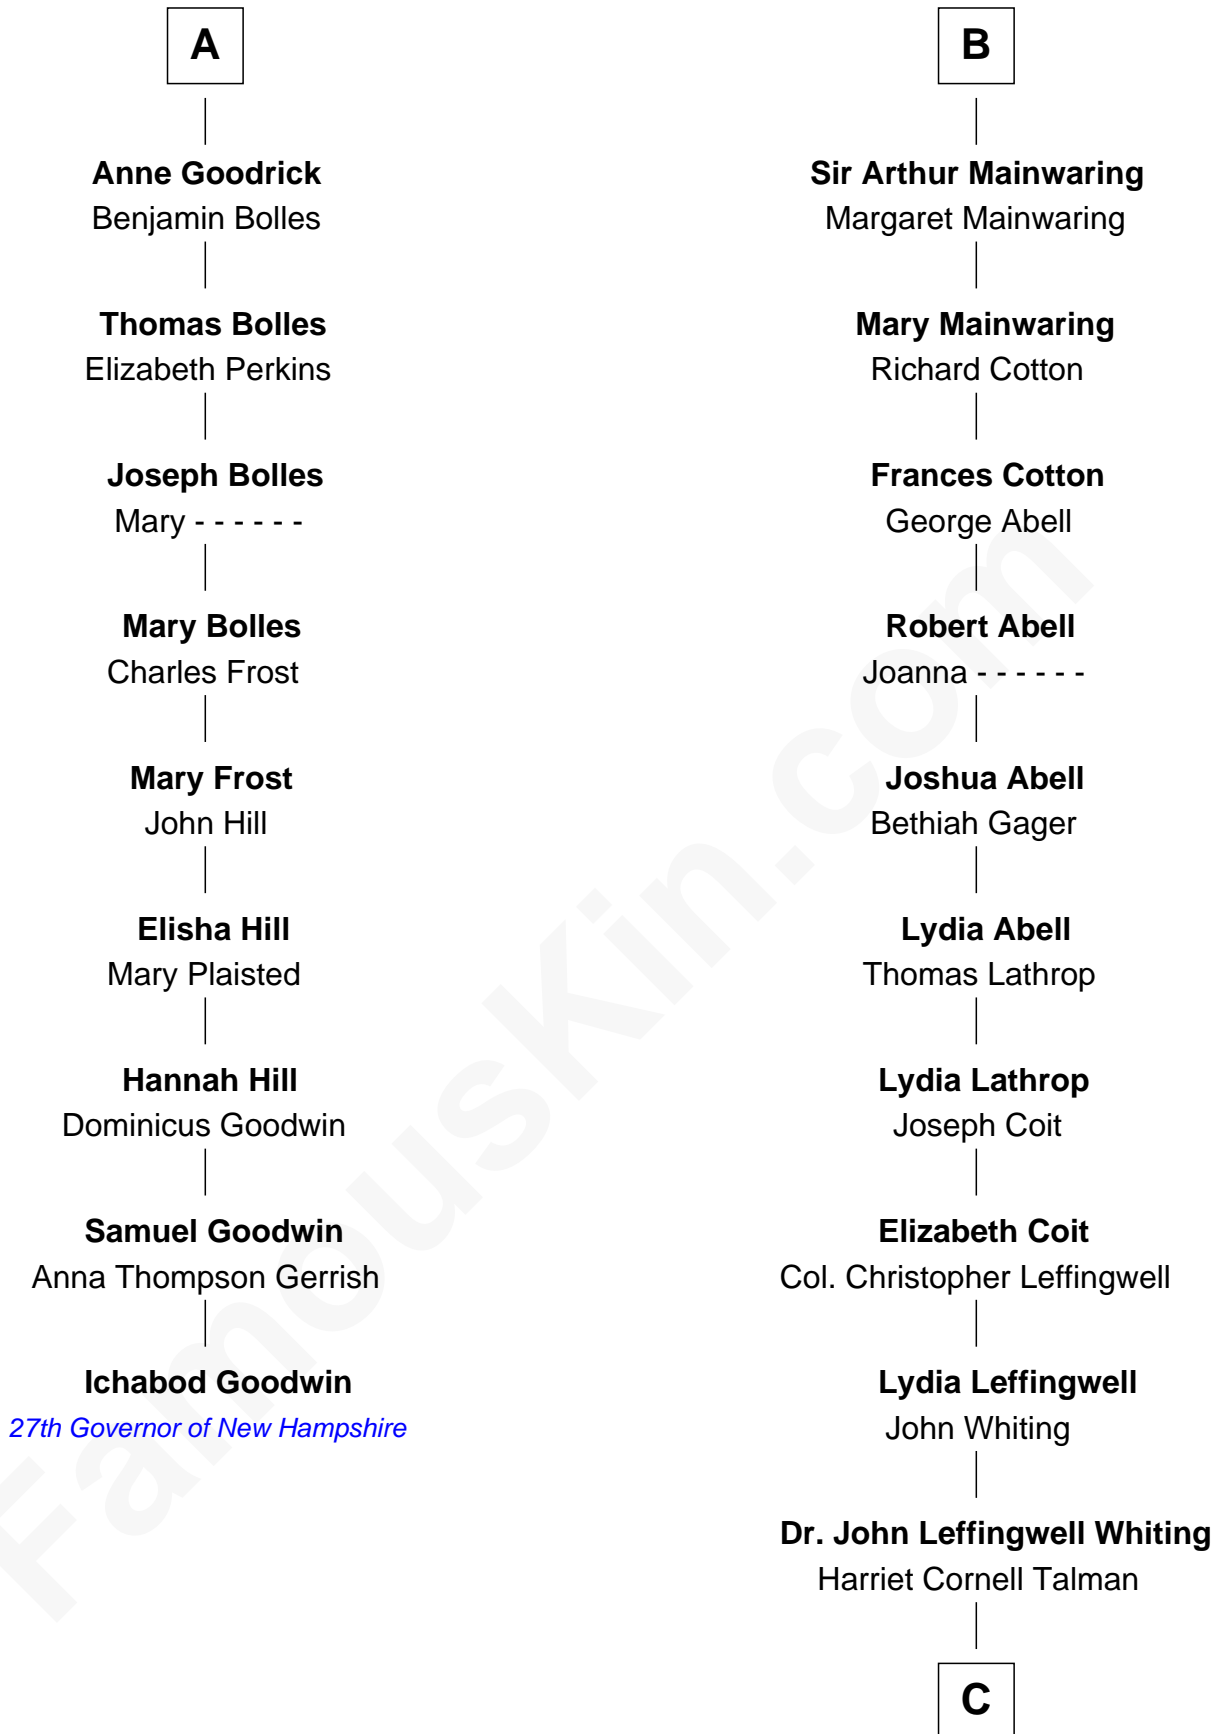 A
Anne Goodrick
Benjamin Bolles
Thomas Bolles
Elizabeth Perkins
Joseph Bolles
Mary - - - - - -
Mary Bolles
Charles Frost
Mary Frost
John Hill
Elisha Hill
Mary Plaisted
Hannah Hill
Dominicus Goodwin
Samuel Goodwin
Anna Thompson Gerrish
Ichabod Goodwin
27th Governor of New Hampshire
B
Sir Arthur Mainwaring
Margaret Mainwaring
Mary Mainwaring
Richard Cotton
Frances Cotton
George Abell
Robert Abell
Joanna - - - - - -
Joshua Abell
Bethiah Gager
Lydia Abell
Thomas Lathrop
Lydia Lathrop
Joseph Coit
Elizabeth Coit
Col. Christopher Leffingwell
Lydia Leffingwell
John Whiting
Dr. John Leffingwell Whiting
Harriet Cornell Talman
C
FamousKin.com